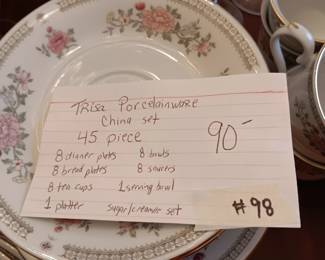 Trisa Porcelainware
China set
45 piece
90-
8 dinner plates 8 bowls
8 bread plates 8 saucers
8 tea cups 1 serving bowl
1 platter sugar/creamer set
#98